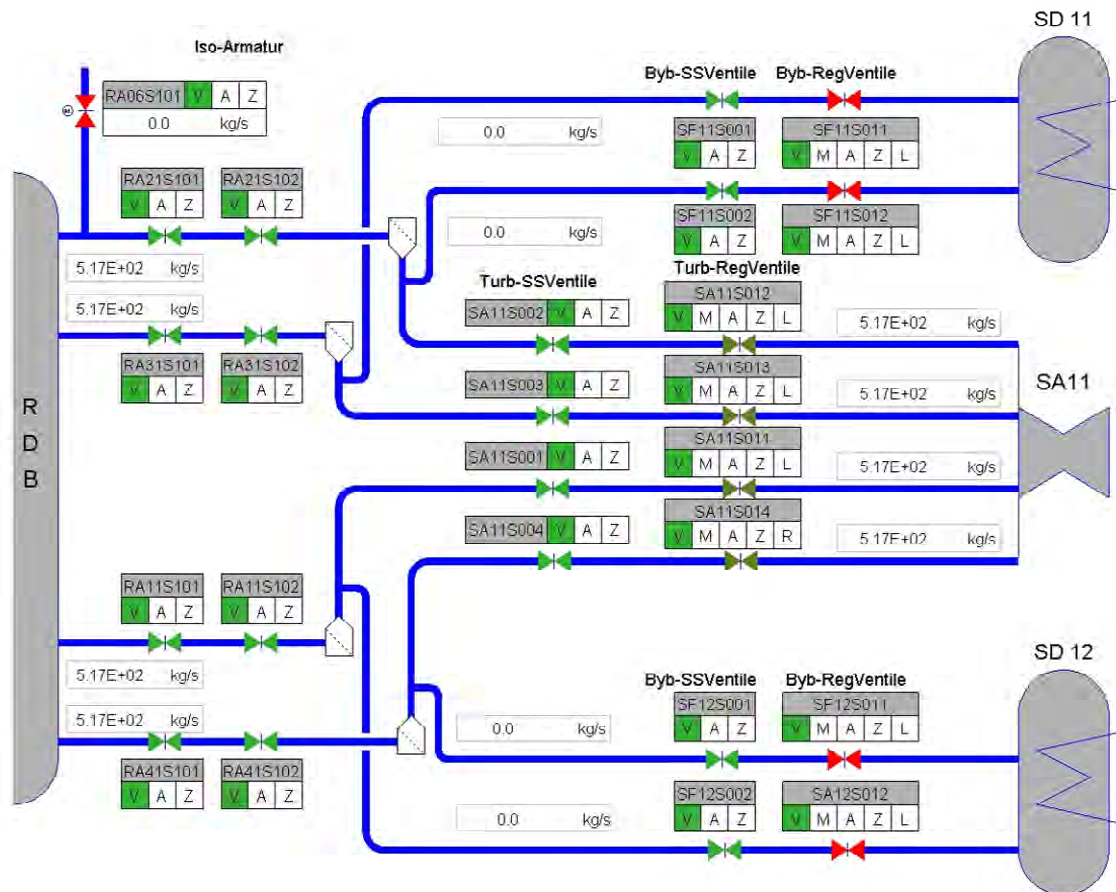 SD 11
Iso-Armatur
Byb-SSVentile Byb-RegVentile
RA06S101 V A Z
0.0 kg/s
0.0 kg/s
SF11S001 SF11S011
V A Z V M A Z L
RA21S101 RA21S102
V A Z V A Z
SF11S002 SF11S012
V A Z V M A Z L
0.0 kg/s
5.17E+02 kg/s
Turb-SSVentile Turb-RegVentile
5.17E+02 kg/s
SA11S002 V A Z
SA11S012
V M A Z L
5.17E+02 kg/s
RA31S101 RA31S102
V A Z V A Z
SA11S003 V A Z
SA11S013
V M A Z L
5.17E+02 kg/s
SA11
R
D
B
SA11S001 V A Z
SA11S011
V M A Z L
5.17E+02 kg/s
SA11S004 V A Z
SA11S014
V M A Z R
5.17E+02 kg/s
RA11S101 RA11S102
V A Z V A Z
5.17E+02 kg/s
SD 12
Byb-SSVentile Byb-RegVentile
5.17E+02 kg/s
0.0 kg/s
SF12S001 SF12S011
V A Z V M A Z L
RA41S101 RA41S102
V A Z V A Z
SF12S002 SA12S012
V A Z V M A Z L
0.0 kg/s